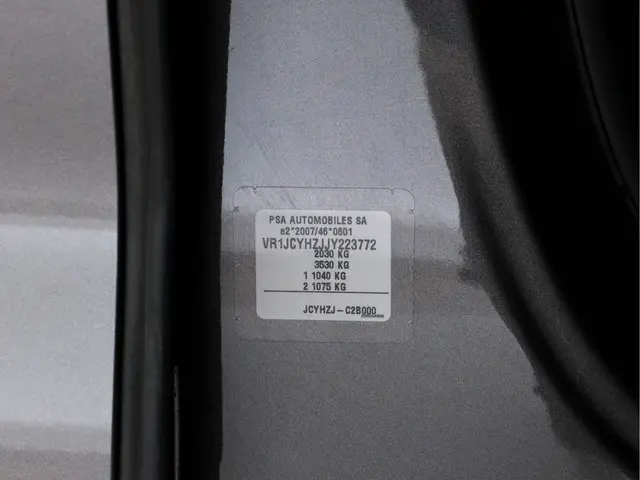 PSA AUTOMOBILES SA
e2*2007/46*0601
VR1JCYHZJJY223772
2030 KG
3530 KG
1 1040 KG
2 1075 KG
JCYHZJ – C2B000